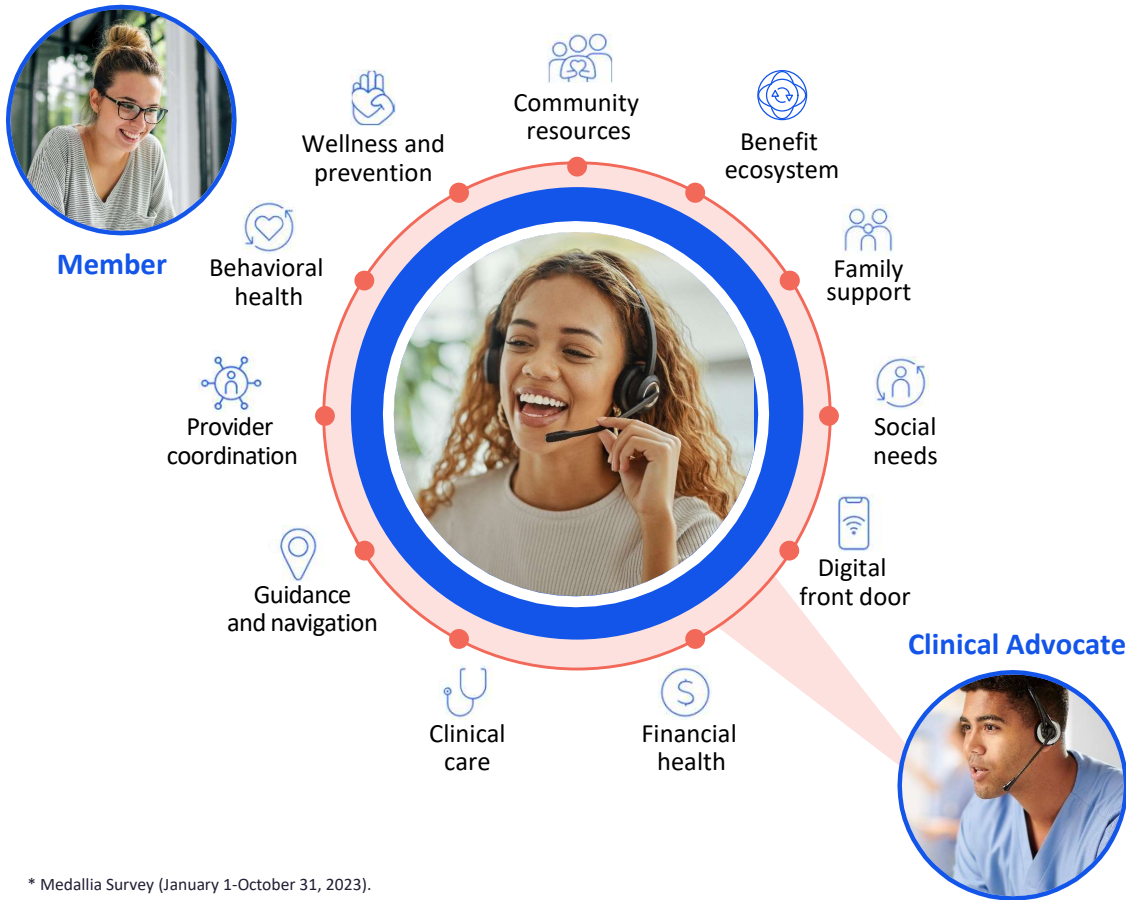 Community
resources
Benefit
ecosystem
Wellness and
prevention
Family
support
Member
Behavioral
health
Social
needs
Provider
coordination
Digital
front door
Guidance
and navigation
Clinical Advocate
Financial
health
Clinical
care
$
* Medallia Survey (January 1-October 31, 2023).